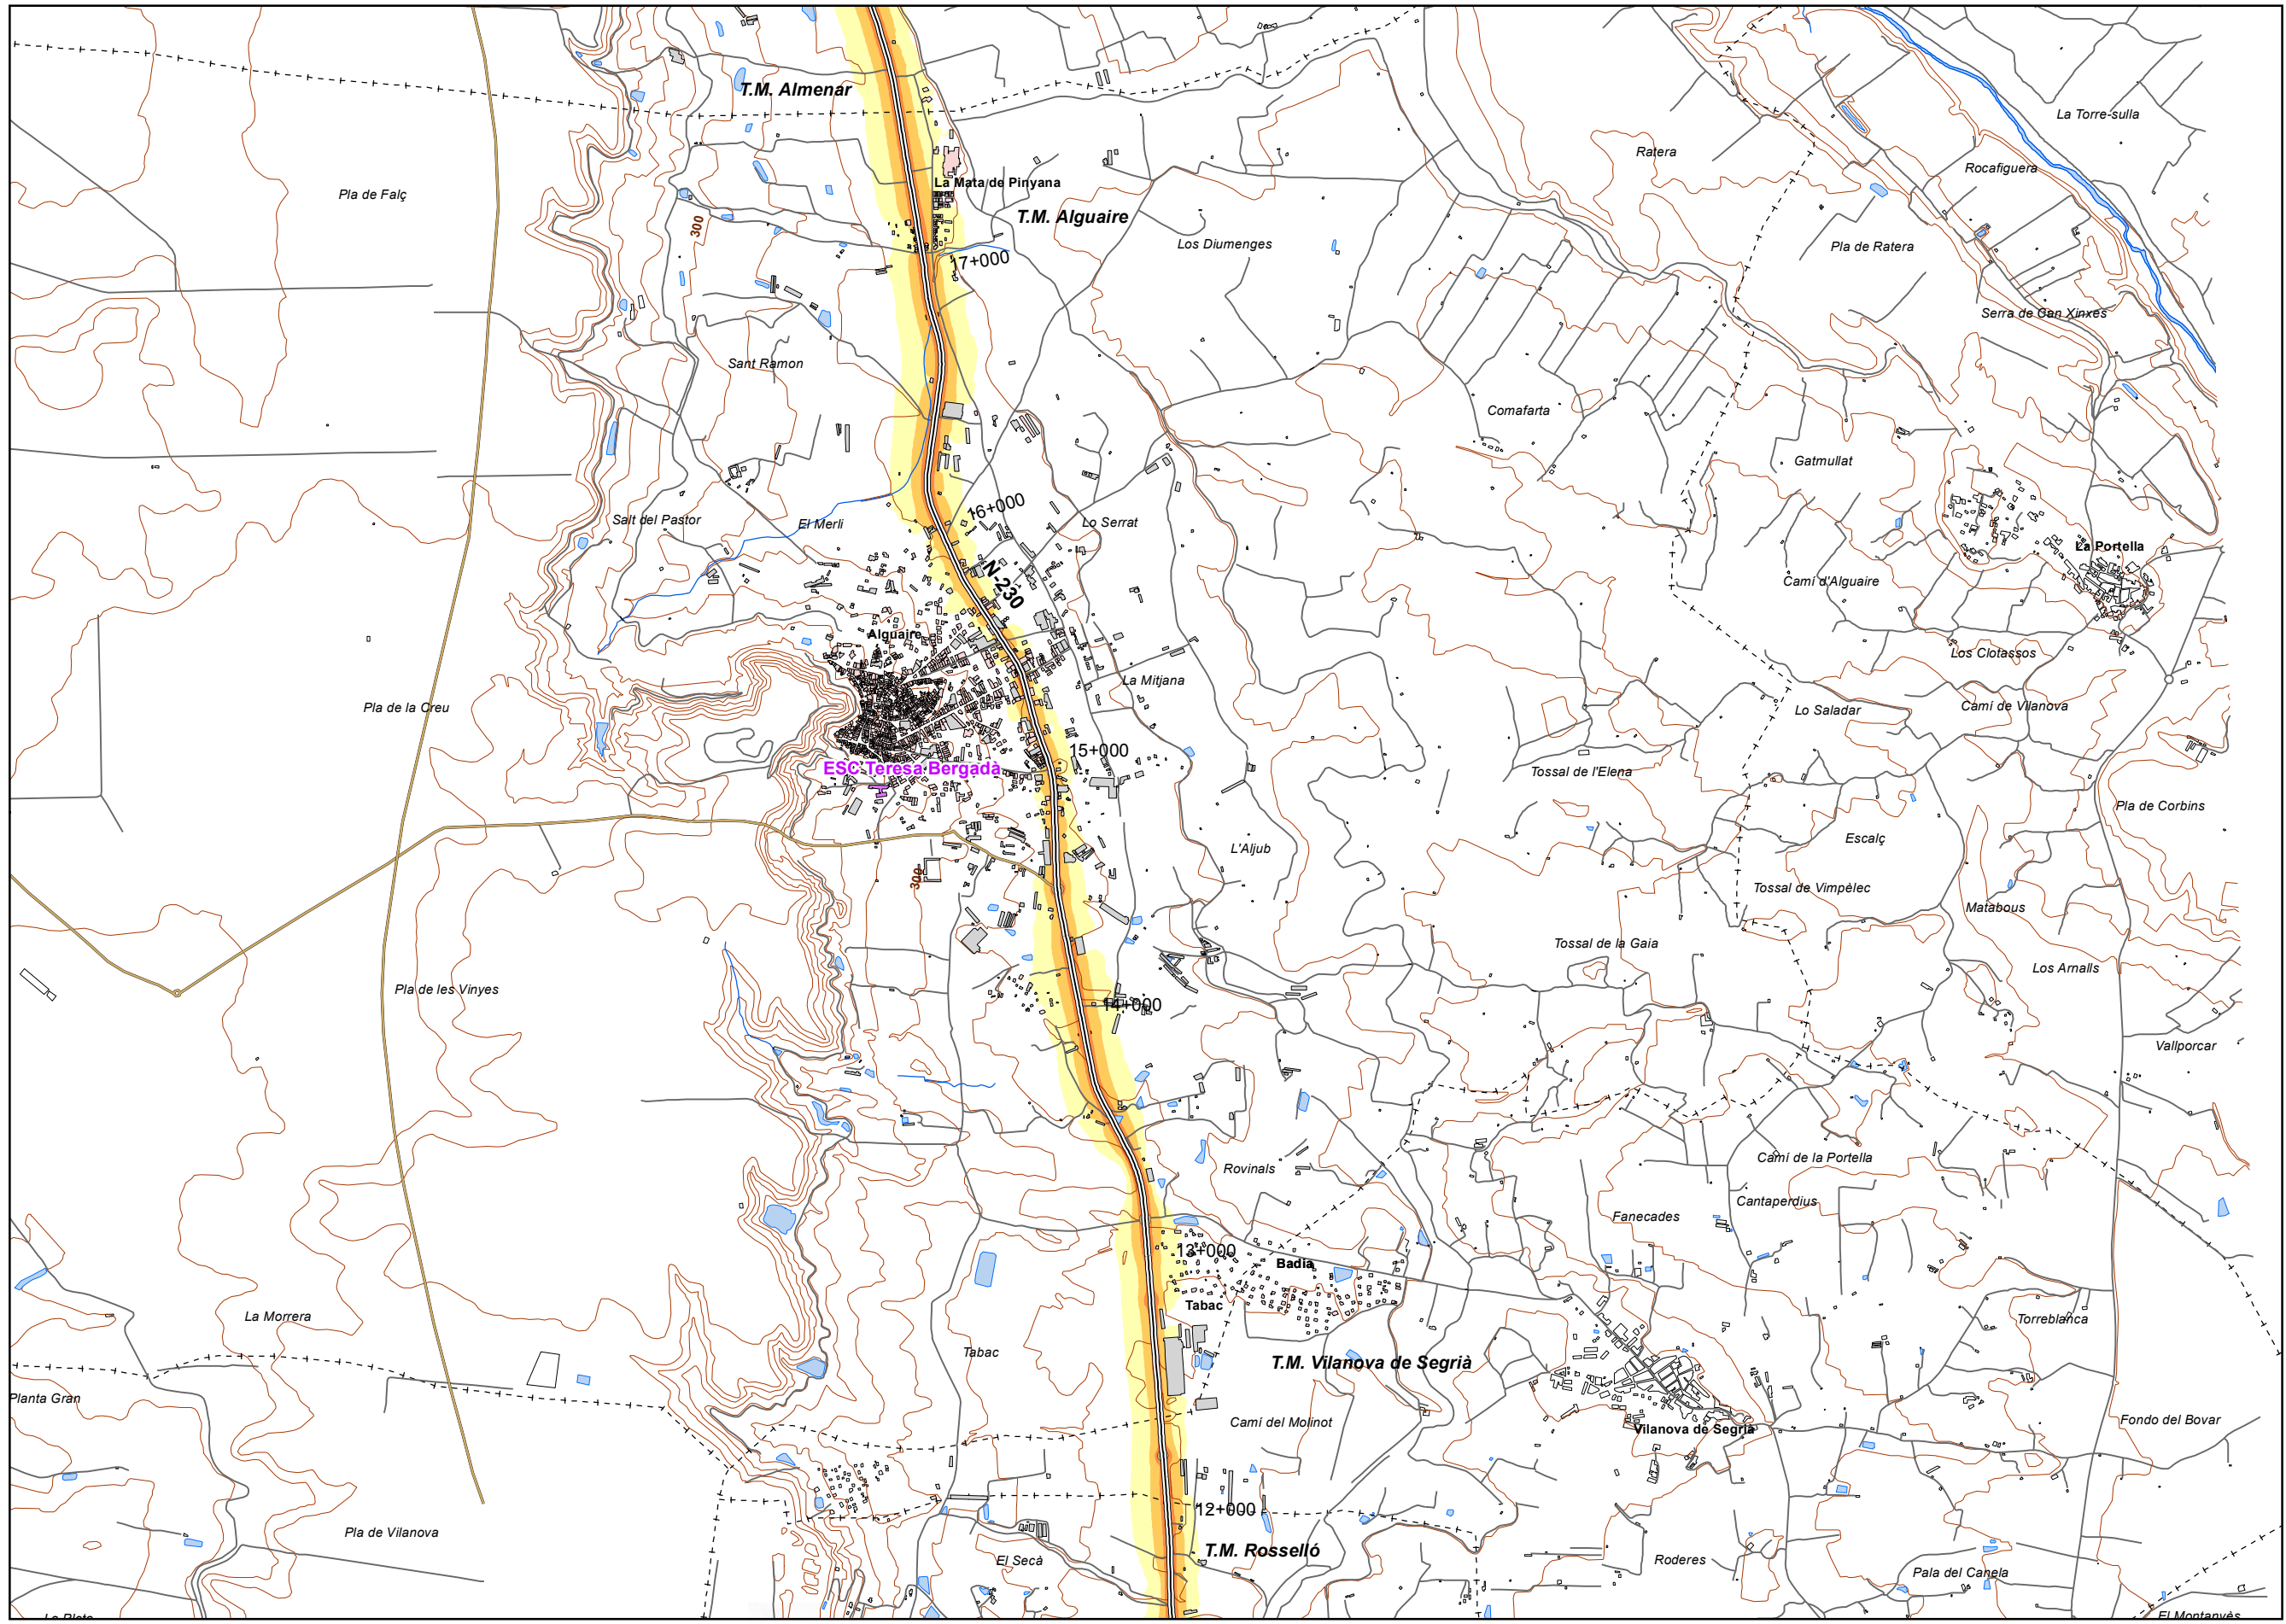 T.M. Almenar
La Torre-sulla
Ratera
Rocafiguera
La Mata de Pinyana
Pla de Falç
T.M. Alguaire
300
Los Diumenges
Pla de Ratera
17+000
Serra de Gan Xinxes
Sant Ramon
Comafarta
Gatmullat
16+000
Salt del Pastor
El Merli
Lo Serrat
La Portella
N-230
Camí d'Alguaire
Alguaire
Los Clotassos
La Mitjana
Pla de la Creu
Lo Saladar
Camí de Vilanova
15+000
ESC Teresa Bergadà
Tossal de l'Elena
Pla de Corbins
Escalç
L'Aljub
300
Tossal de Vimpèlec
Matabous
Tossal de la Gaia
Los Arnalls
Pla de les Vinyes
14+000
Vallporcar
Camí de la Portella
Rovinals
Cantaperdius
Fanecades
13+000
Badia
Tabac
La Morrera
Torreblanca
Tabac
T.M. Vilanova de Segrià
Planta Gran
Camí del Molinot
Fondo del Bovar
Vilanova de Segrià
12+000
Pla de Vilanova
T.M. Rosselló
El Secà
Roderes
Pala del Canela
La Pleta
El Montanyès